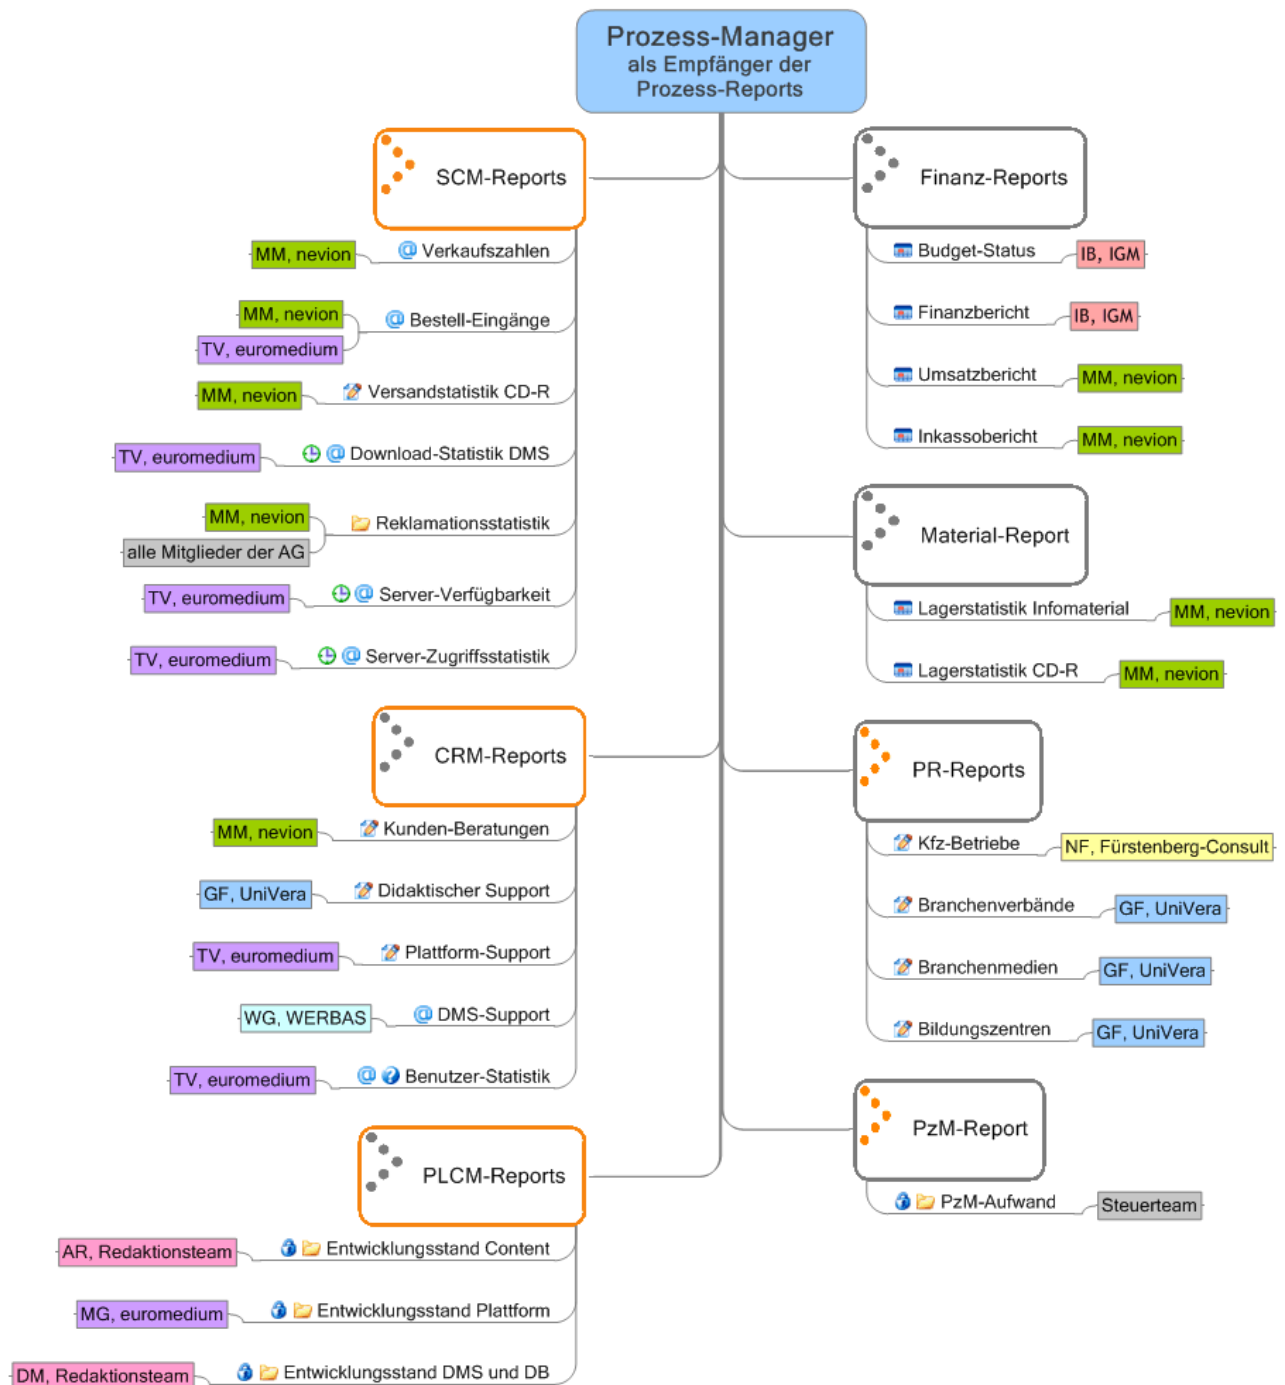 Prozess-Manager
als Empfänger der
Prozess-Reports
SCM-Reports
MM, nevion
Verkaufszahlen
MM, nevion
TV, euromedium
Bestell-Eingänge
MM, nevion
Versandstatistik CD-R
TV, euromedium
Download-Statistik DMS
MM, nevion
alle Mitglieder der AG
Reklamationsstatistik
TV, euromedium
Server-Verfügbarkeit
TV, euromedium
Server-Zugriffsstatistik
CRM-Reports
MM, nevion
Kunden-Beratungen
GF, UniVera
Didaktischer Support
TV, euromedium
Plattform-Support
WG, WERBAS
DMS-Support
TV, euromedium
Benutzer-Statistik
PLCM-Reports
AR, Redaktionsteam
Entwicklungsstand Content
MG, euromedium
Entwicklungsstand Plattform
DM, Redaktionsteam
Entwicklungsstand DMS und DB
Finanz-Reports
Budget-Status
IB, IGM
Finanzbericht
IB, IGM
Umsatzbericht
MM, nevion
Inkassobericht
MM, nevion
Material-Report
Lagerstatistik Infomaterial
MM, nevion
Lagerstatistik CD-R
MM, nevion
PR-Reports
Kfz-Betriebe
NF, Fürstenberg-Consult
Branchenverbände
GF, UniVera
Branchenmedien
GF, UniVera
Bildungszentren
GF, UniVera
PzM-Report
PzM-Aufwand
Steuerteam